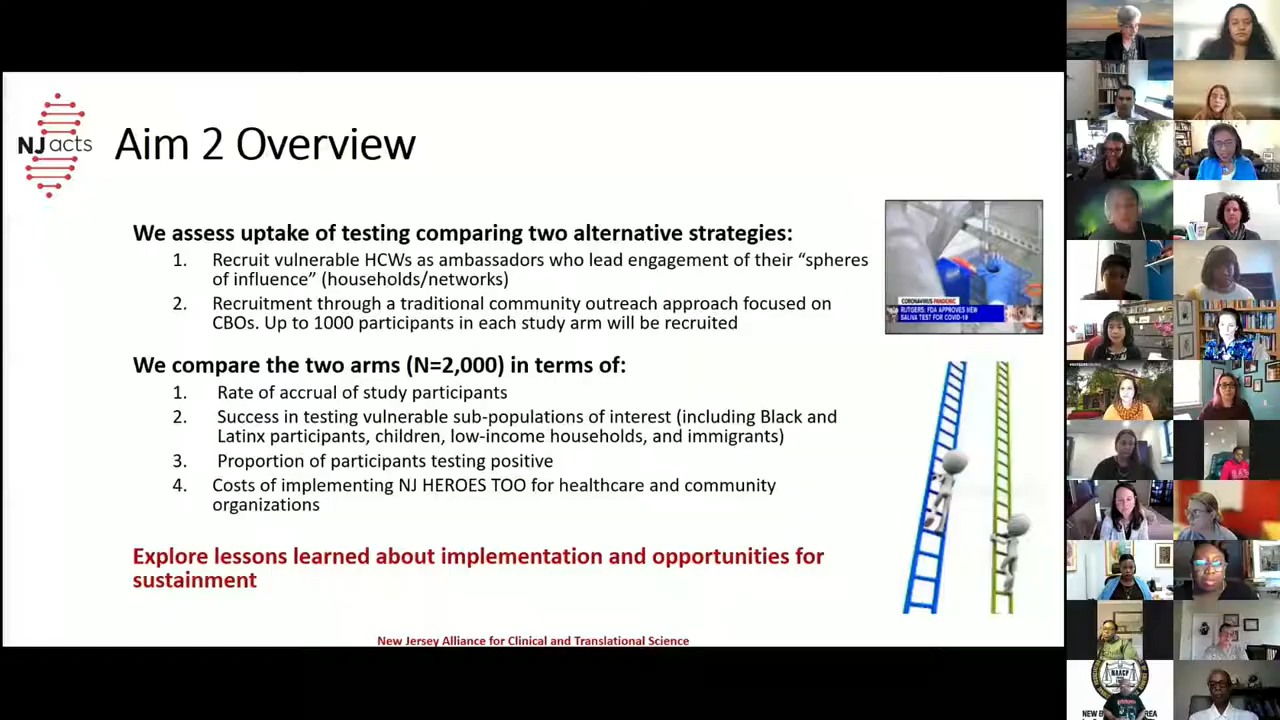 NJ acts
Aim 2 Overview
We assess uptake of testing comparing two alternative strategies:
1. Recruit vulnerable HCWs as ambassadors who lead engagement of their “spheres
of influence” (households/networks)
2. Recruitment through a traditional community outreach approach focused on
CBOs. Up to 1000 participants in each study arm will be recruited
CORONAVIRUS PANDEMIC
RUTGERS: FDA APPROVES NEW
SALIVA TEST FOR COVID-19
We compare the two arms (N=2,000) in terms of:
1. Rate of accrual of study participants
2. Success in testing vulnerable sub-populations of interest (including Black and
Latinx participants, children, low-income households, and immigrants)
3. Proportion of participants testing positive
4. Costs of implementing NJ HEROES TOO for healthcare and community
organizations
Explore lessons learned about implementation and opportunities for
sustainment
New Jersey Alliance for Clinical and Translational Science
NAACP
NEW